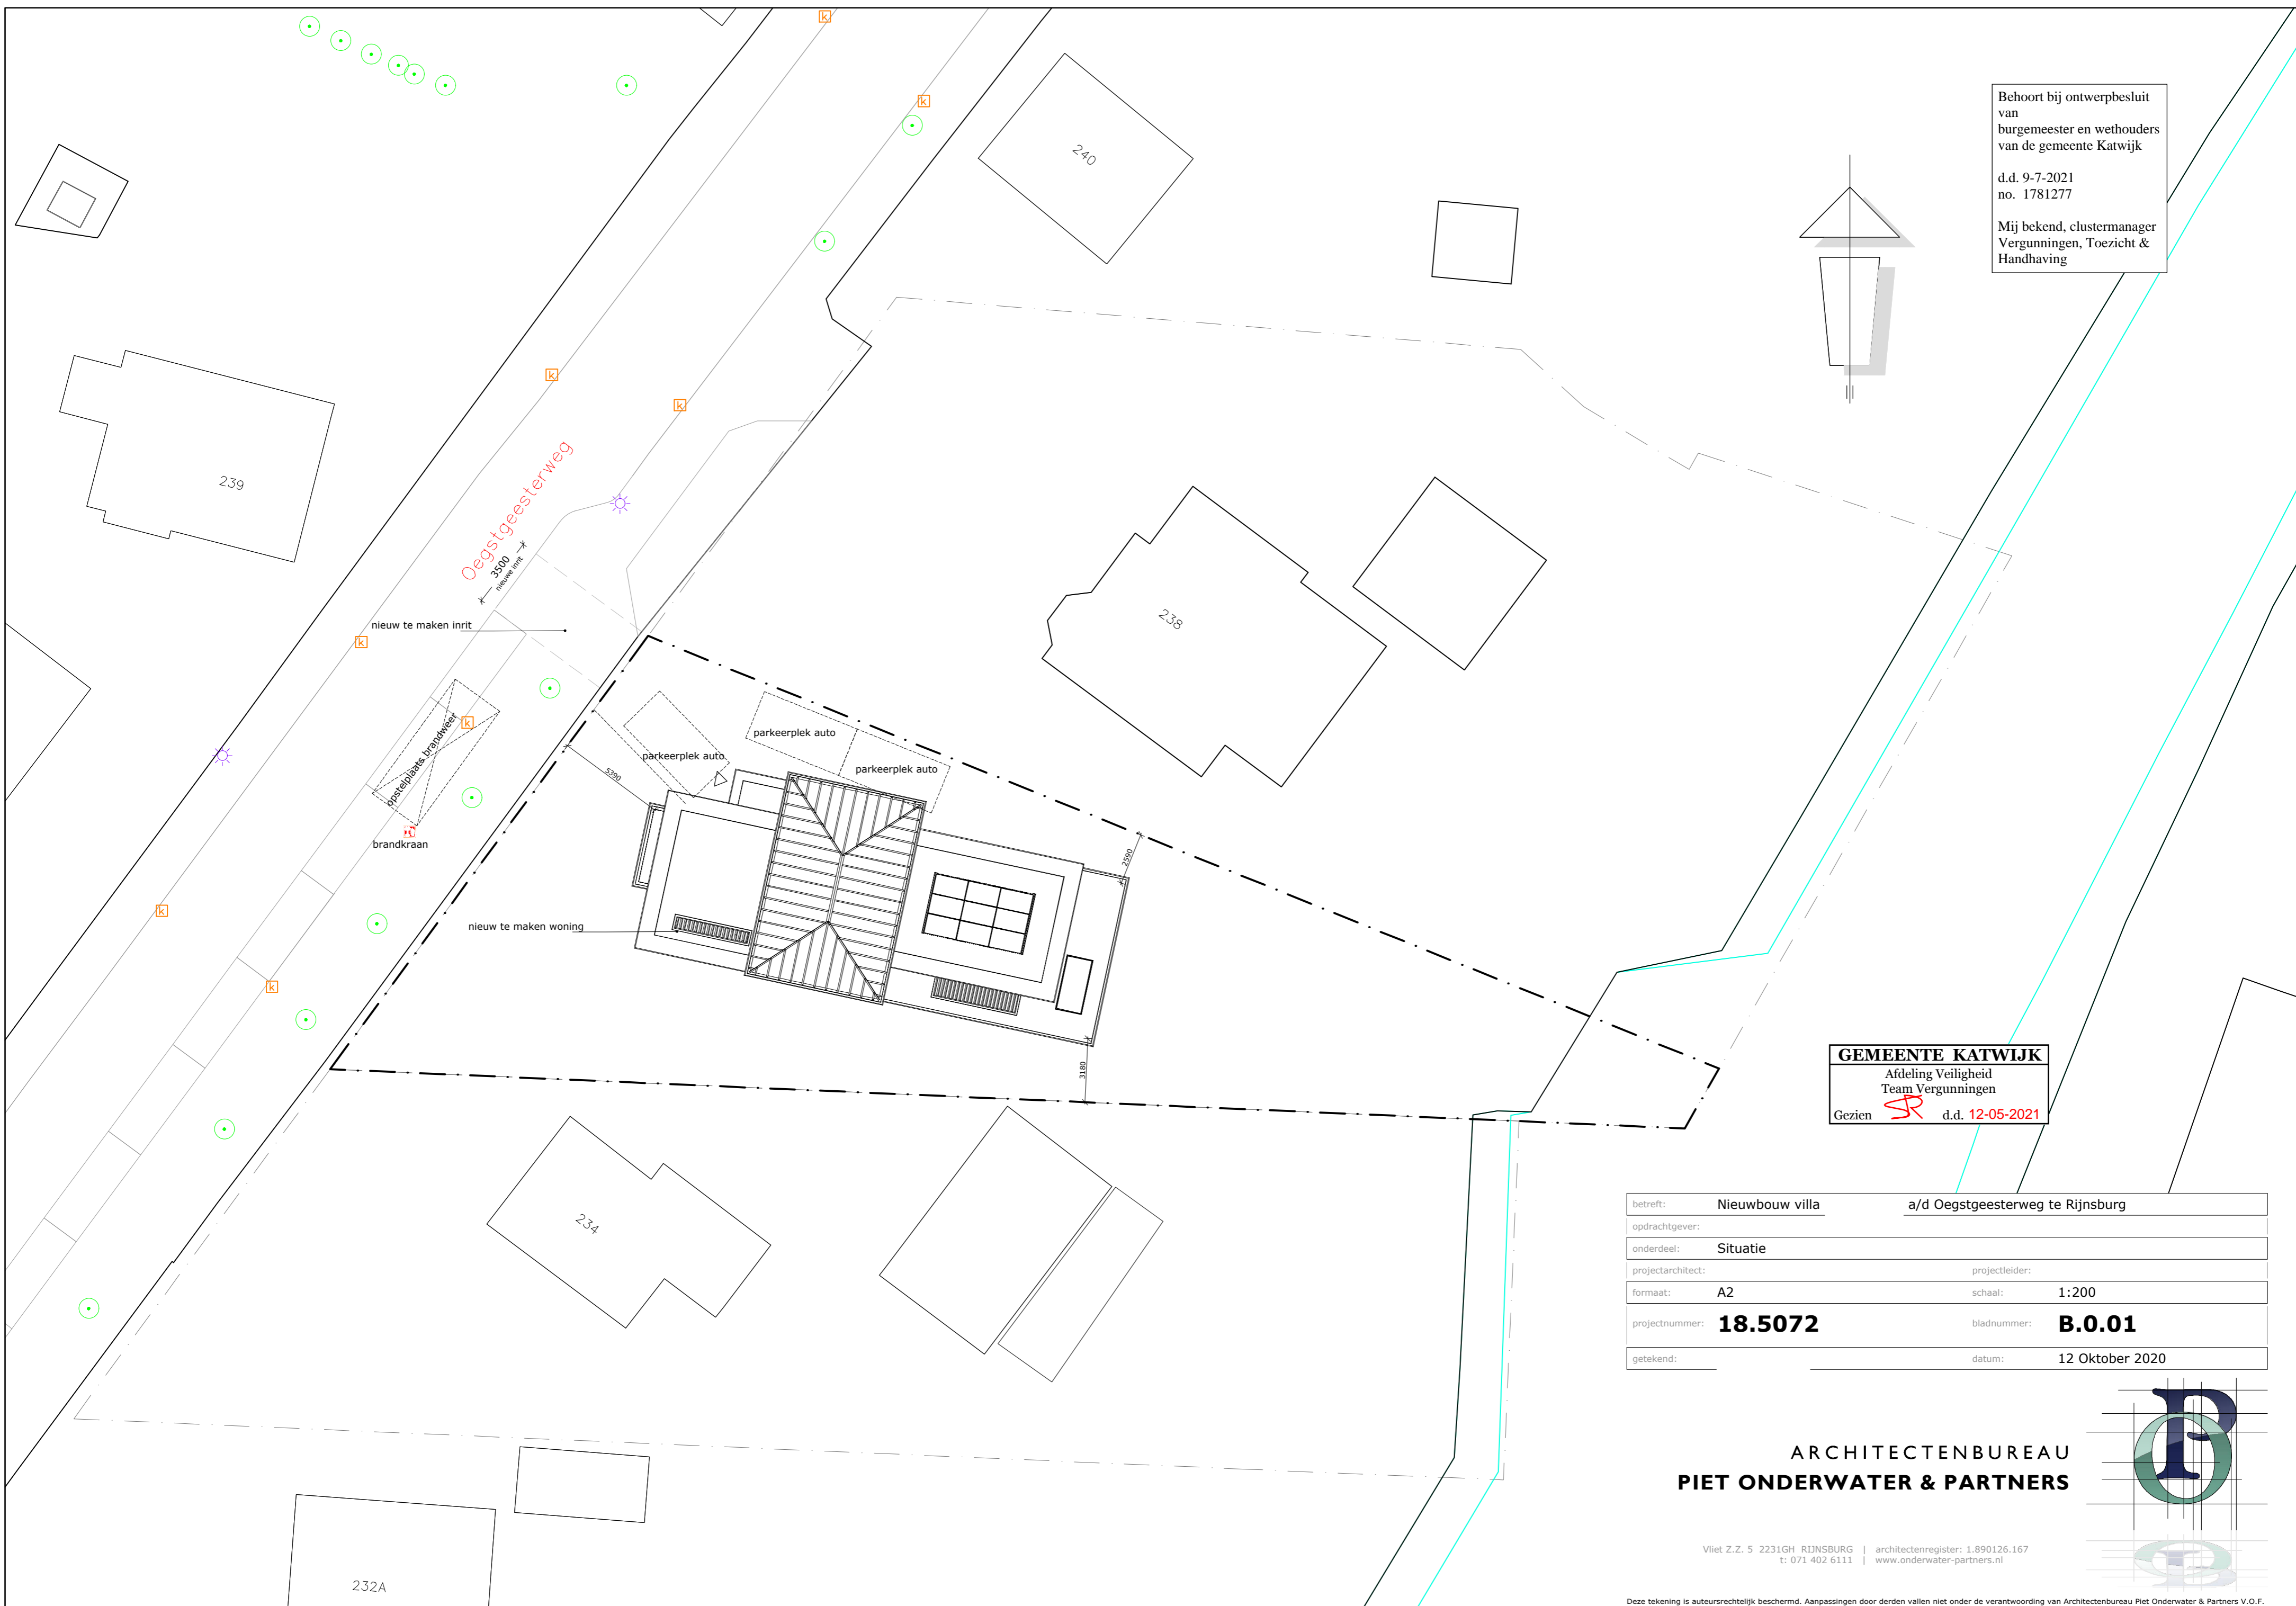 k
k
240
Behoort bij ontwerpbesluit
van
burgemeester en wethouders
van de gemeente Katwijk
d.d. 9-7-2021
no. 1781277
Mij bekend, clustermanager
Vergunningen, Toezicht &
Handhaving
k
k
239
Oegstgeesterweg
3500
nieuwe inrit
nieuw te maken inrit
k
238
opstelplaats brandweer
k
parkeerplek auto
parkeerplek auto
parkeerplek auto
5390
brandkraan
2590
k
nieuw te maken woning
k
3180
234
232A
GEMEENTE KATWIJK
Afdeling Veiligheid
Team Vergunningen
Gezien SR d.d. 12-05-2021
betreft: Nieuwbouw villa a/d Oegstgeesterweg te Rijnsburg
opdrachtgever:
onderdeel: Situatie
projectarchitect: projectleider:
formaat: A2 schaal: 1:200
projectnummer: 18.5072 bladnummer: B.0.01
getekend: datum: 12 Oktober 2020
ARCHITECTENBUREAU
PIET ONDERWATER & PARTNERS
Vliet Z.Z. 5 2231GH RIJNSBURG | architectenregister: 1.890126.167
t: 071 402 6111 | www.onderwater-partners.nl
Deze tekening is auteursrechtelijk beschermd. Aanpassingen door derden vallen niet onder de verantwoording van Architectenbureau Piet Onderwater & Partners V.O.F.